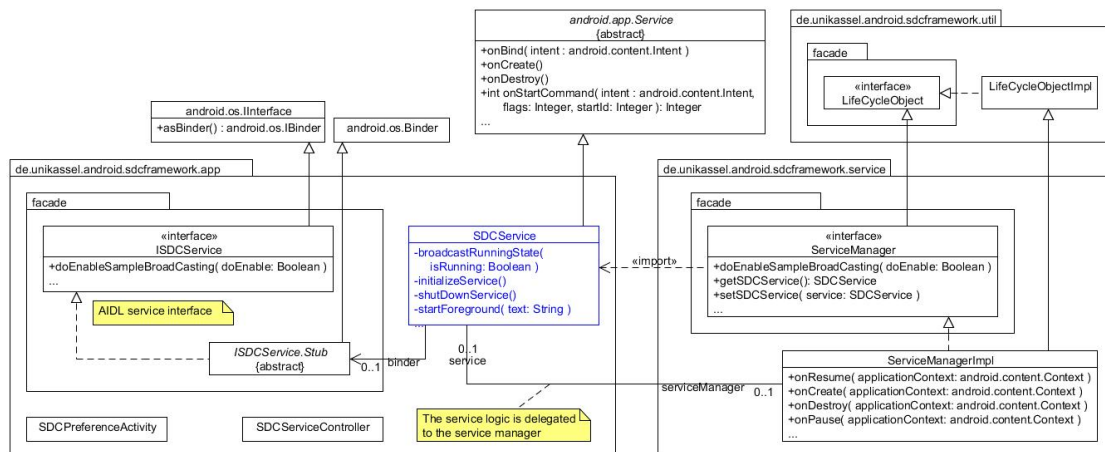 android.app.Service
{abstract}
+onBind( intent : android.content.Intent )
+onCreate()
+onDestroy()
+int onStartCommand( intent : android.content.Intent,
flags: Integer, startId: Integer ): Integer
...
de.unikassel.android.sdcframework.util
facade
«interface»
LifeCycleObject
LifeCycleObjectImpl
android.os.IInterface
+asBinder() : android.os.IBinder
android.os.Binder
de.unikassel.android.sdcframework.app
facade
«interface»
ISDCService
+doEnableSampleBroadCasting( doEnable: Boolean )
...
AIDL service interface
ISDCService.Stub
{abstract}
SDCService
-broadcastRunningState(
isRunning: Boolean )
-initializeService()
-shutDownService()
-startForeground( text: String )
...
0..1
binder
0..1
service
«import»
de.unikassel.android.sdcframework.service
facade
«interface»
ServiceManager
+doEnableSampleBroadCasting( doEnable: Boolean )
+getSDCService(): SDCService
+setSDCService( service: SDCService )
...
serviceManager
0..1
ServiceManagerImpl
+onResume( applicationContext: android.content.Context )
+onCreate( applicationContext: android.content.Context )
+onDestroy( applicationContext: android.content.Context )
+onPause( applicationContext: android.content.Context )
...
SDCPreferenceActivity
SDCServiceController
The service logic is delegated
to the service manager